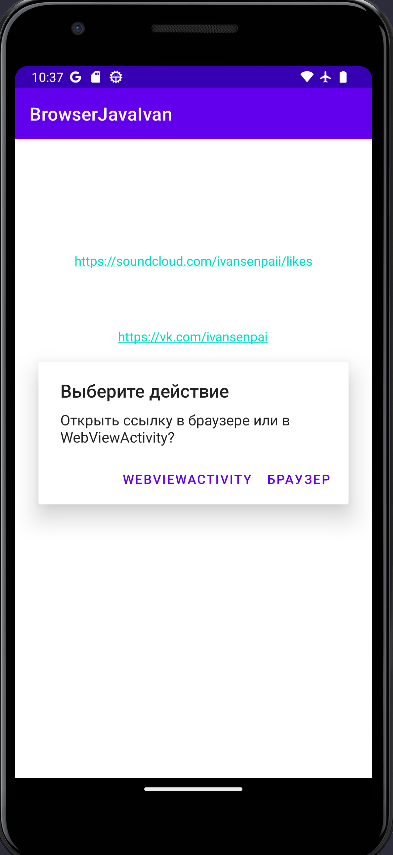 10:37
BrowserJavaIvan
https://soundcloud.com/ivansenpaii/likes
https://vk.com/ivansenpai
Выберите действие
Открыть ссылку в браузере или в
WebViewActivity?
WEBVIEWACTIVITY БРАУЗЕР